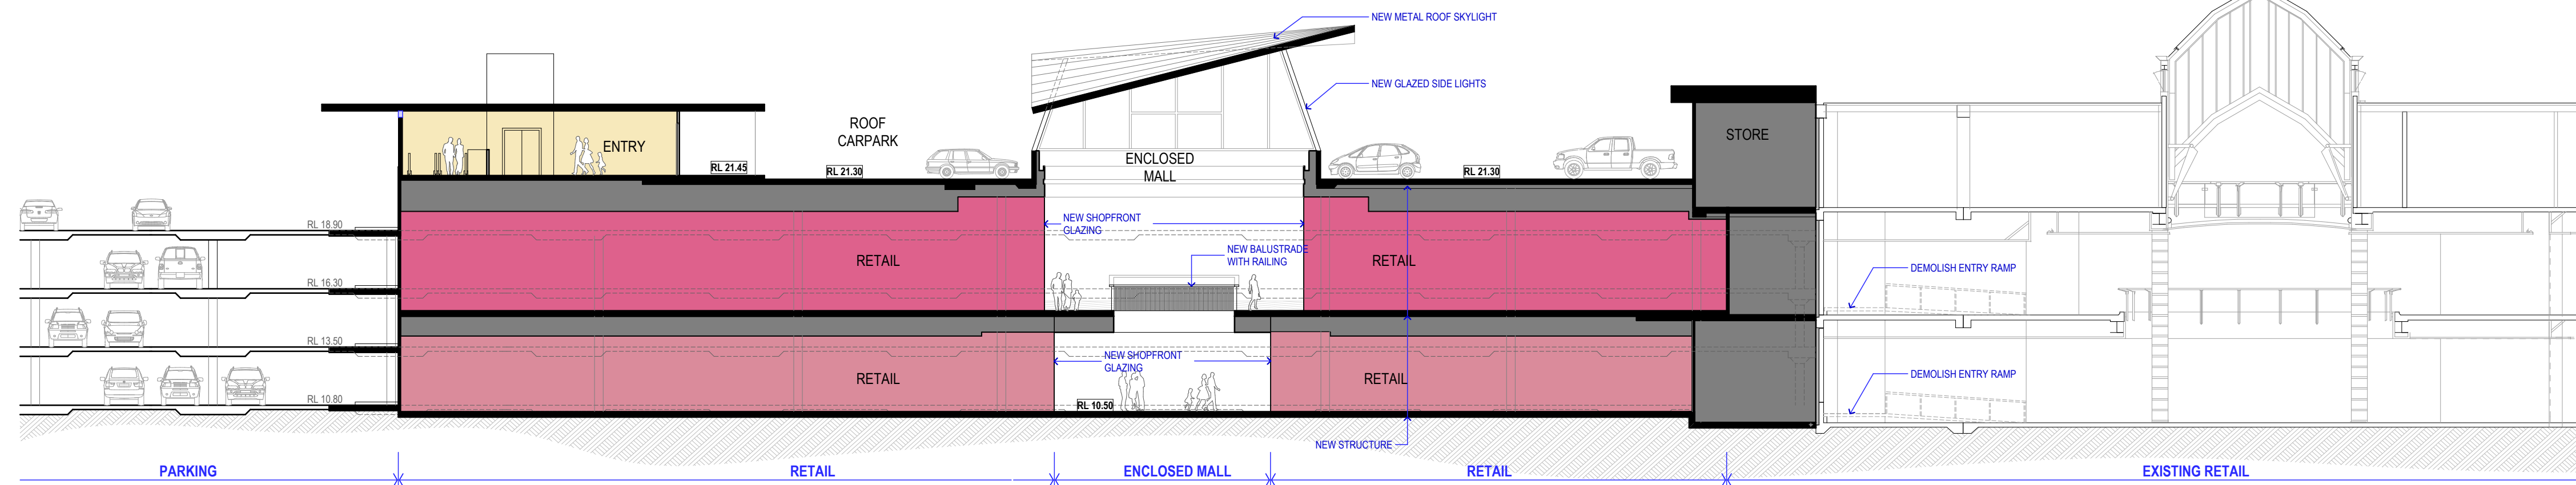 NEW METAL ROOF SKYLIGHT
NEW GLAZED SIDE LIGHTS
ROOF
CARPARK
STORE
ENTRY
ENCLOSED
MALL
RL 21.45
RL 21.30
RL 21.30
RL 18.90
NEW SHOPFRONT
GLAZING
NEW BALUSTRADE
WITH RAILING
RETAIL
RETAIL
DEMOLISH ENTRY RAMP
RL 16.30
RL 13.50
NEW SHOPFRONT
GLAZING
RETAIL
RETAIL
DEMOLISH ENTRY RAMP
RL 10.80
RL 10.50
NEW STRUCTURE
PARKING
RETAIL
ENCLOSED MALL
RETAIL
EXISTING RETAIL